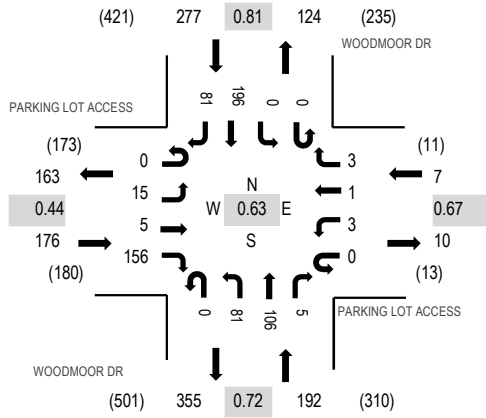 (421) 277 0.81 124 (235)
WOODMOOR DR
81 196 0 0
PARKING LOT ACCESS
(173) (11)
163 0 3 7
15 1
N
0.44 W 0.63 E 0.67
5 3
S
176 156 0 10
(180) (13)
0 81 106 5
PARKING LOT ACCESS
WOODMOOR DR
(501) 355 0.72 192 (310)